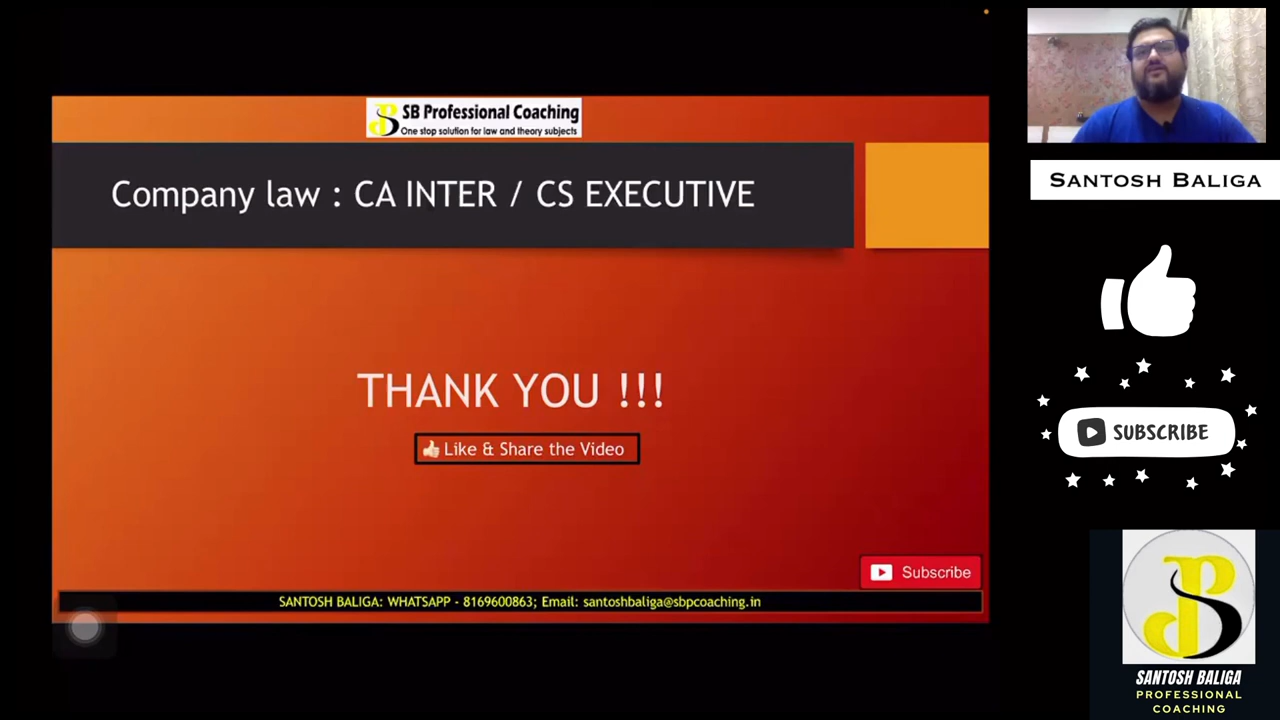 SB Professional Coaching
One stop solution for law and theory subjects
Company law : CA INTER / CS EXECUTIVE
THANK YOU !!!
👍Like & Share the Video
Subscribe
SANTOSH BALIGA: WHATSAPP - 8169600863; Email: santoshbaliga@sbpcoaching.in
SANTOSH BALIGA
SUBSCRIBE
SANTOSH BALIGA
PROFESSIONAL
COACHING